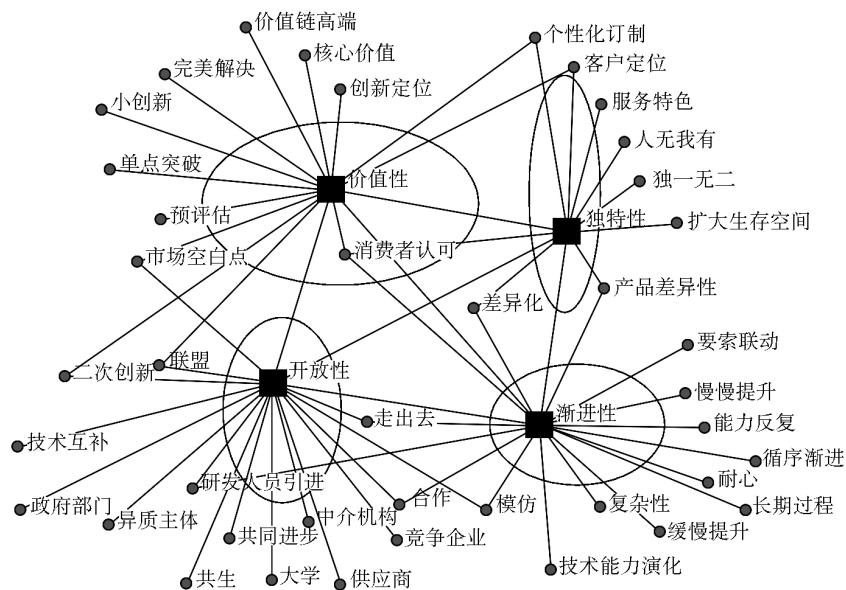 价值链高端
个性化订制
核心价值
客户定位
完美解决
创新定位
服务特色
小创新
人无我有
单点突破
价值性
独一无二
预评估
独特性
扩大生存空间
市场空白点
消费者认可
产品差异性
差异化
要索联动
联盟
二次创新
开放性
慢慢提升
走出去
渐进性
能力反复
技术互补
循序渐进
研发人员引进
耐心
政府部门
合作
模仿
复杂性
长期过程
异质主体
中介机构
共同进步
竞争企业
缓慢提升
共生
大学
供应商
技术能力演化